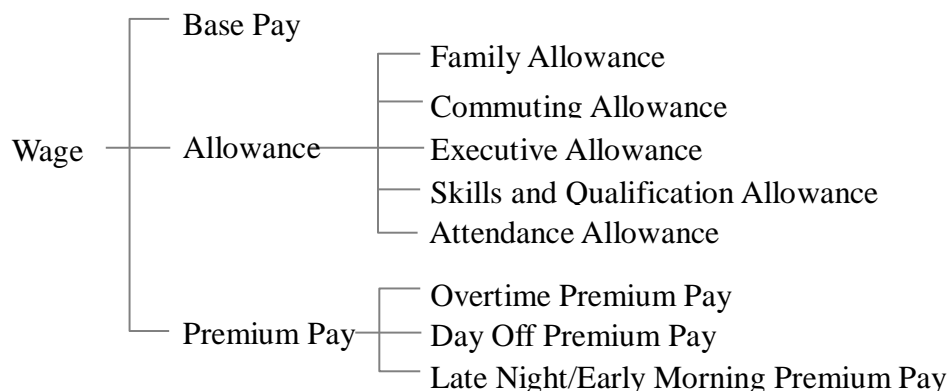 Base Pay
Family Allowance
Commuting Allowance
Wage
Allowance
Executive Allowance
Skills and Qualification Allowance
Attendance Allowance
Overtime Premium Pay
Premium Pay
Day Off Premium Pay
Late Night/Early Morning Premium Pay